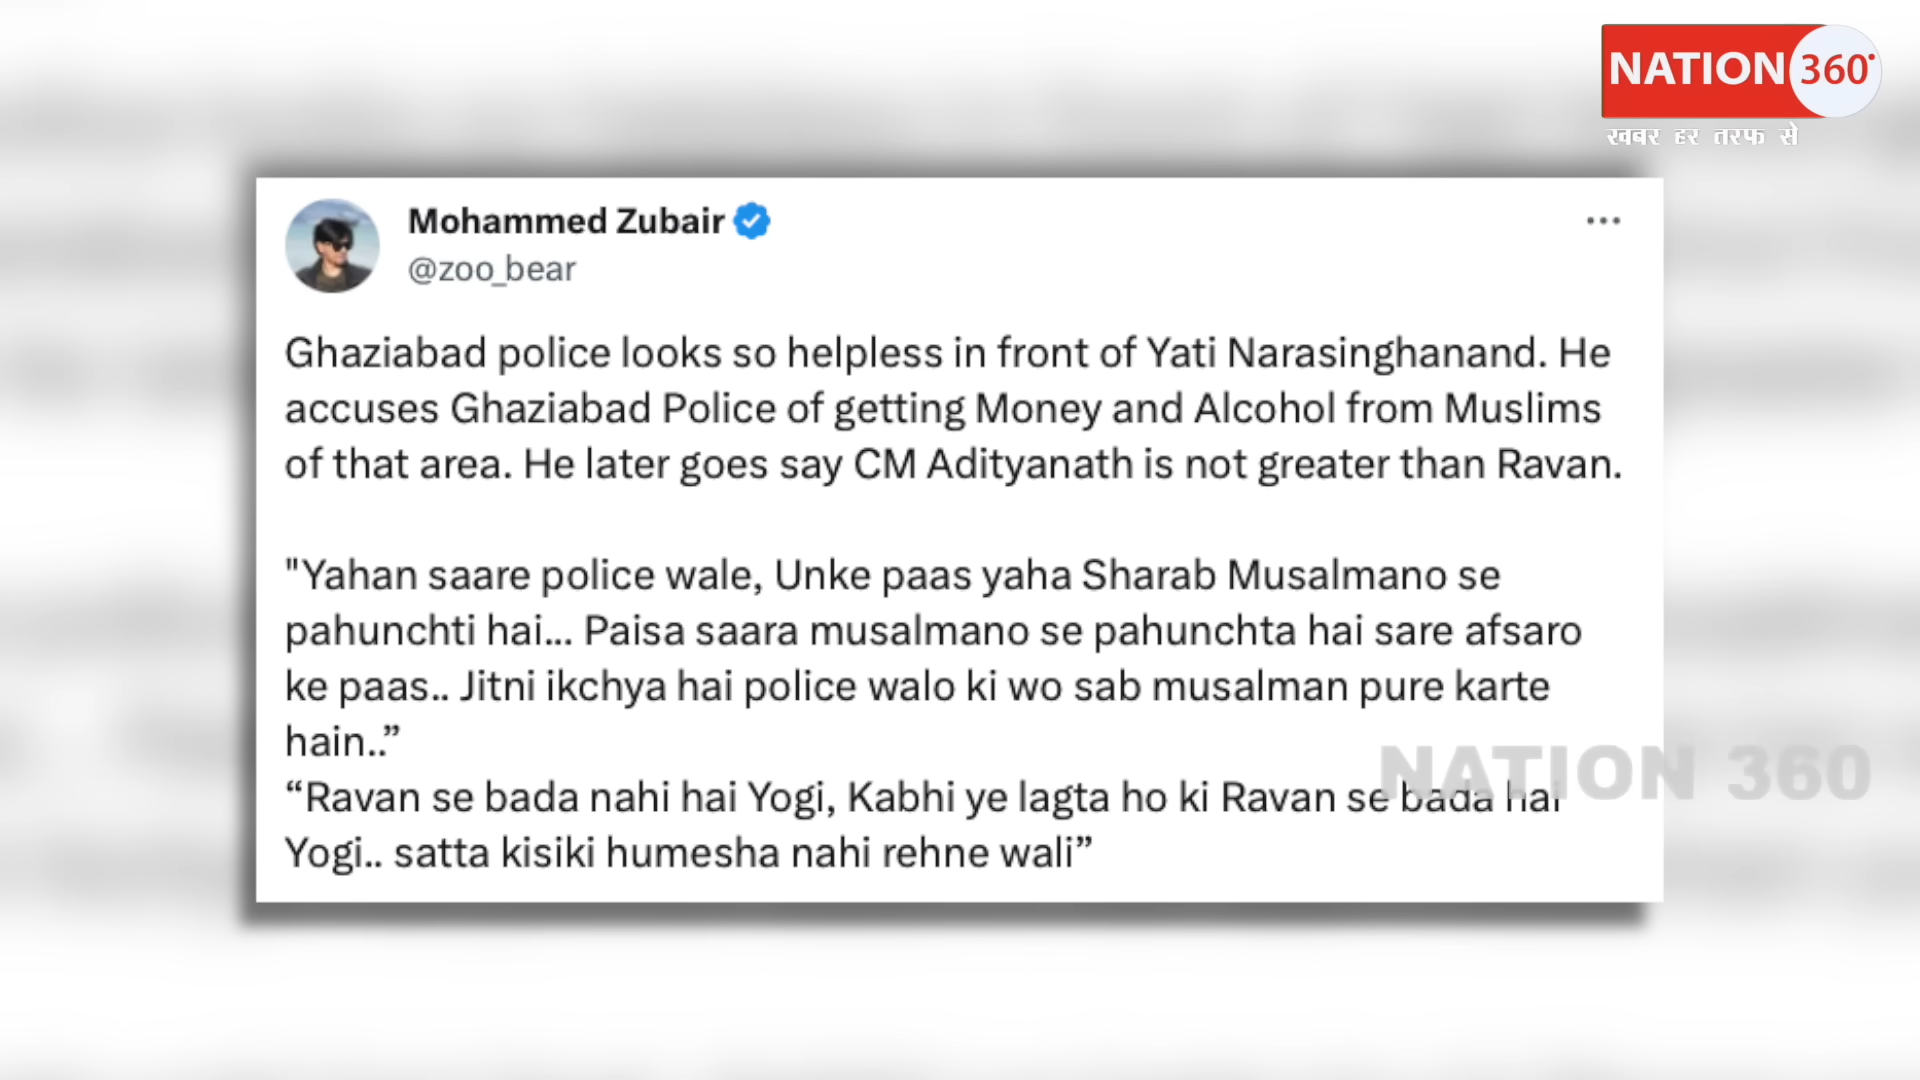 NATION 360°
खबर हर तरफ से
Mohammed Zubair
@zoo_bear
Ghaziabad police looks so helpless in front of Yati Narasinghanand. He
accuses Ghaziabad Police of getting Money and Alcohol from Muslims
of that area. He later goes say CM Adityanath is not greater than Ravan.
"Yahan saare police wale, Unke paas yaha Sharab Musalmano se
pahunchti hai... Paisa saara musalmano se pahunchta hai sare afsaro
ke paas.. Jitni ikchya hai police walo ki wo sab musalman pure karte
hain..”
“Ravan se bada nahi hai Yogi, Kabhi ye lagta ho ki Ravan se bada hai
Yogi.. satta kisiki humesha nahi rehne wali”
NATION 360